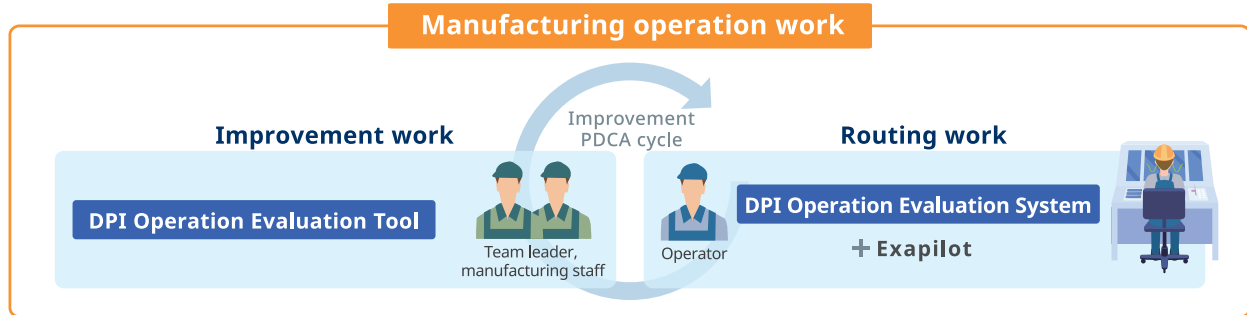 Manufacturing operation work
Improvement
PDCA cycle
Improvement work
DPI Operation Evaluation Tool
Team leader,
manufacturing staff
Routing work
Operator
DPI Operation Evaluation System
+ Exapilot